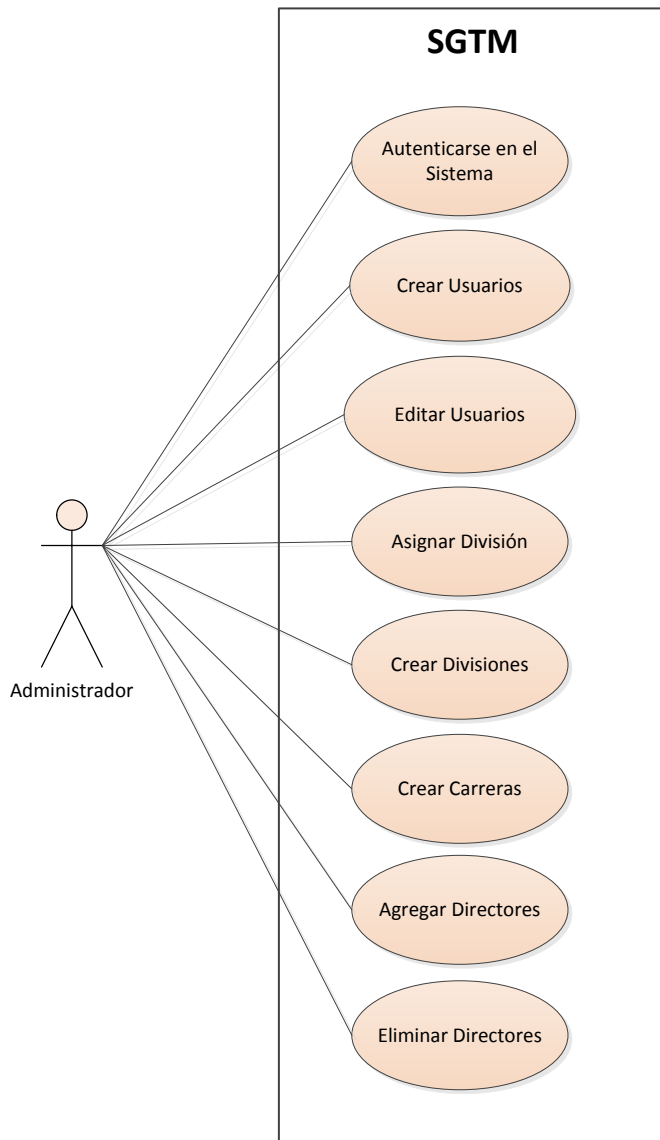 SGTM
Autenticarse en el
Sistema
Crear Usuarios
Editar Usuarios
Asignar División
Crear Divisiones
Administrador
Crear Carreras
Agregar Directores
Eliminar Directores